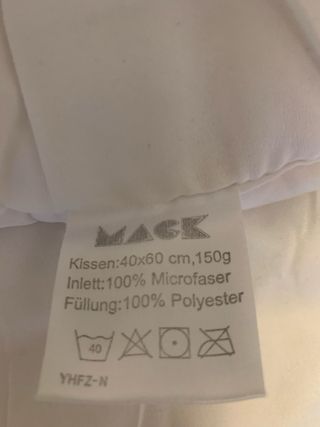 MACK
Kissen:40x60 cm,150g
Inlett:100% Microfaser
Füllung:100% Polyester
40
YHFZ-N